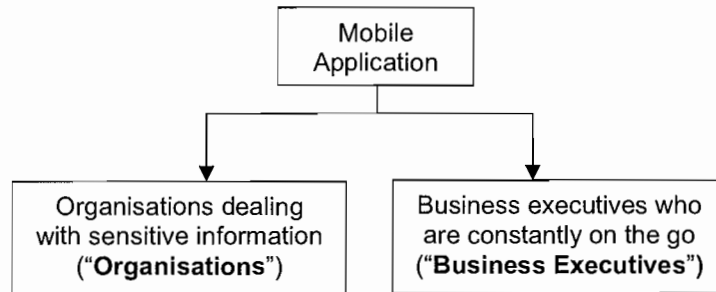 Mobile
Application
Organisations dealing
with sensitive information
(“Organisations”)
Business executives who
are constantly on the go
(“Business Executives”)